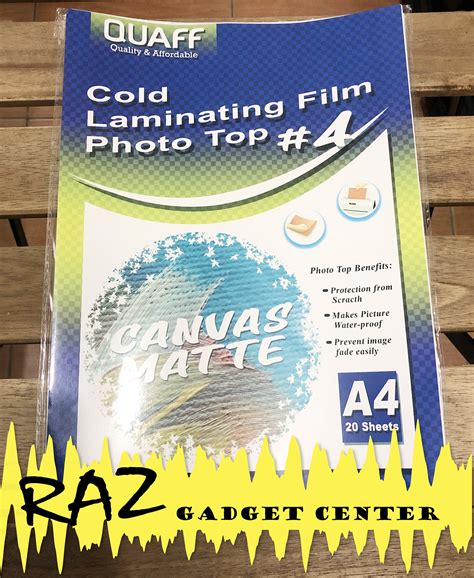 QUAFF
Quality & Affordable
Cold
Laminating Film
Photo Top #4
Photo Top Benefits:
• Protection from
Scracth
• Makes Picture
Water-proof
• Prevent image
fade easily
CANVAS
MATTE
A4
20 Sheets
RAZ GADGET CENTER